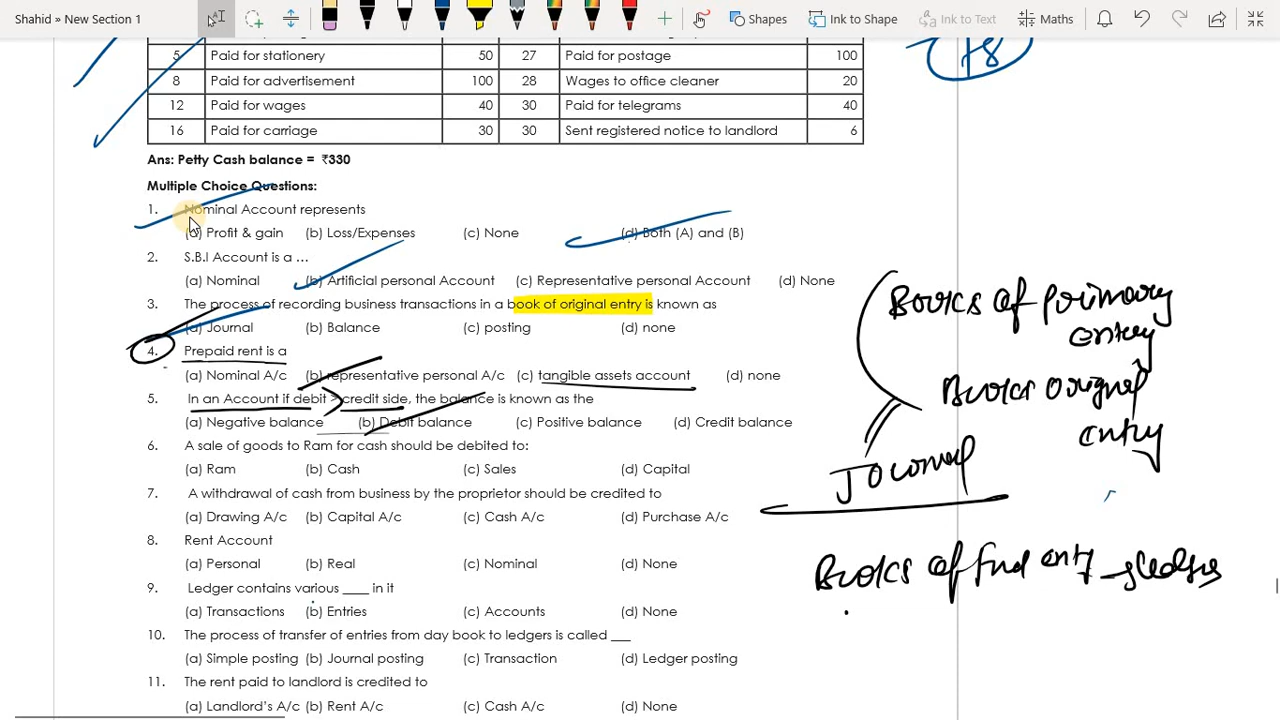 Shahid » New Section 1
Shapes
Ink to Shape
Ink to Text
Maths
5 Paid for stationery 50 27 Paid for postage 100
8 Paid for advertisement 100 28 Wages to office cleaner 20
12 Paid for wages 40 30 Paid for telegrams 40
16 Paid for carriage 30 30 Sent registered notice to landlord 6
Ans: Petty Cash balance = ₹330
Multiple Choice Questions:
1. Nominal Account represents
(a) Profit & gain (b) Loss/Expenses (c) None (d) Both (A) and (B)
2. S.B.I Account is a ...
(a) Nominal (b) Artificial personal Account (c) Representative personal Account (d) None
3. The process of recording business transactions in a book of original entry is known as
(a) Journal (b) Balance (c) posting (d) none
4. Prepaid rent is a
(a) Nominal A/c (b) representative personal A/c (c) tangible assets account (d) none
5 In an Account if debit > credit side, the balance is known as the
(a) Negative balance (b) Debit balance (c) Positive balance (d) Credit balance
6. A sale of goods to Ram for cash should be debited to:
(a) Ram (b) Cash (c) Sales (d) Capital
7. A withdrawal of cash from business by the proprietor should be credited to
(a) Drawing A/c (b) Capital A/c (c) Cash A/c (d) Purchase A/c
8. Rent Account
(a) Personal (b) Real (c) Nominal (d) None
9. Ledger contains various ____ in it
(a) Transactions (b) Entries (c) Accounts (d) None
10. The process of transfer of entries from day book to ledgers is called ___
(a) Simple posting (b) Journal posting (c) Transaction (d) Ledger posting
11. The rent paid to landlord is credited to
(a) Landlord's A/c (b) Rent A/c (c) Cash A/c (d) None
Books of primary
entry
Books original
entry
Journal
Books of
entry